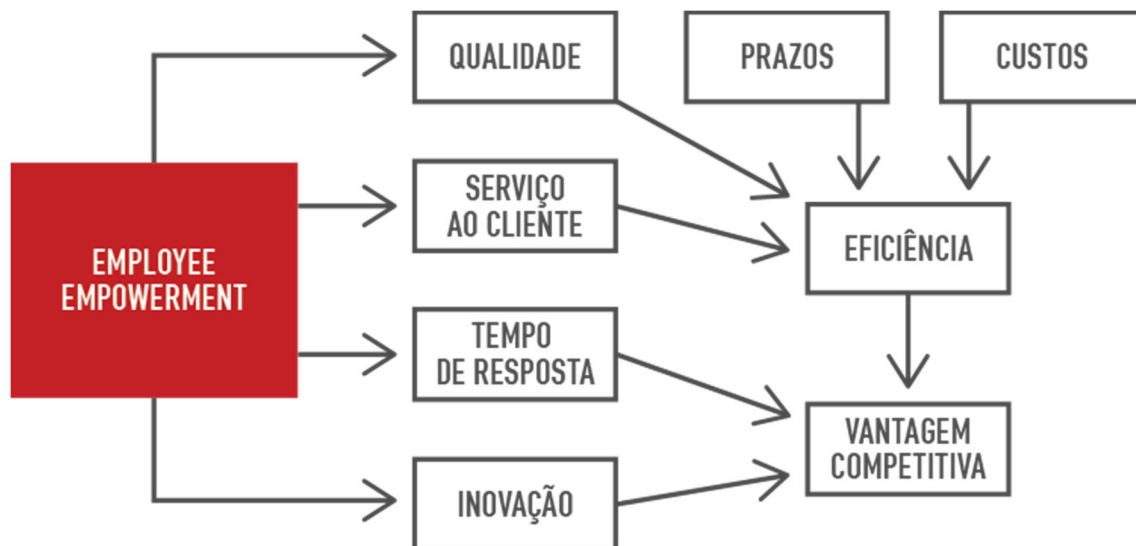 QUALIDADE
PRAZOS
CUSTOS
EMPLOYEE
EMPOWERMENT
SERVIÇO
AO CLIENTE
EFICIÊNCIA
TEMPO
DE RESPOSTA
VANTAGEM
COMPETITIVA
INOVAÇÃO